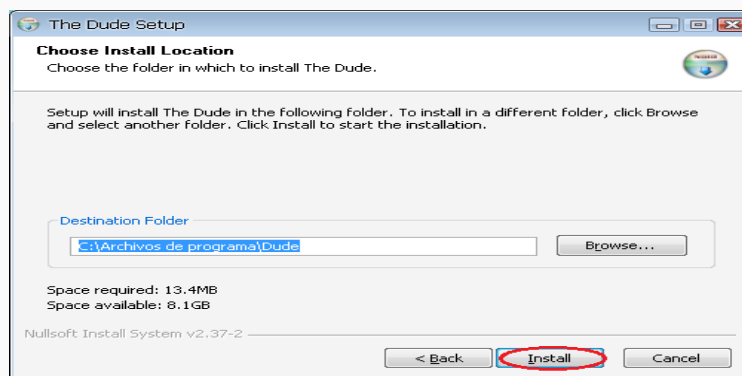 The Dude Setup
Choose Install Location
Choose the folder in which to install The Dude.
Setup will install The Dude in the following folder. To install in a different folder, click Browse
and select another folder. Click Install to start the installation.
Destination Folder
C:\Archivos de programa\Dude
Browse...
Space required: 13.4MB
Space available: 8.1GB
Nullsoft Install System v2.37-2
< Back
Install
Cancel